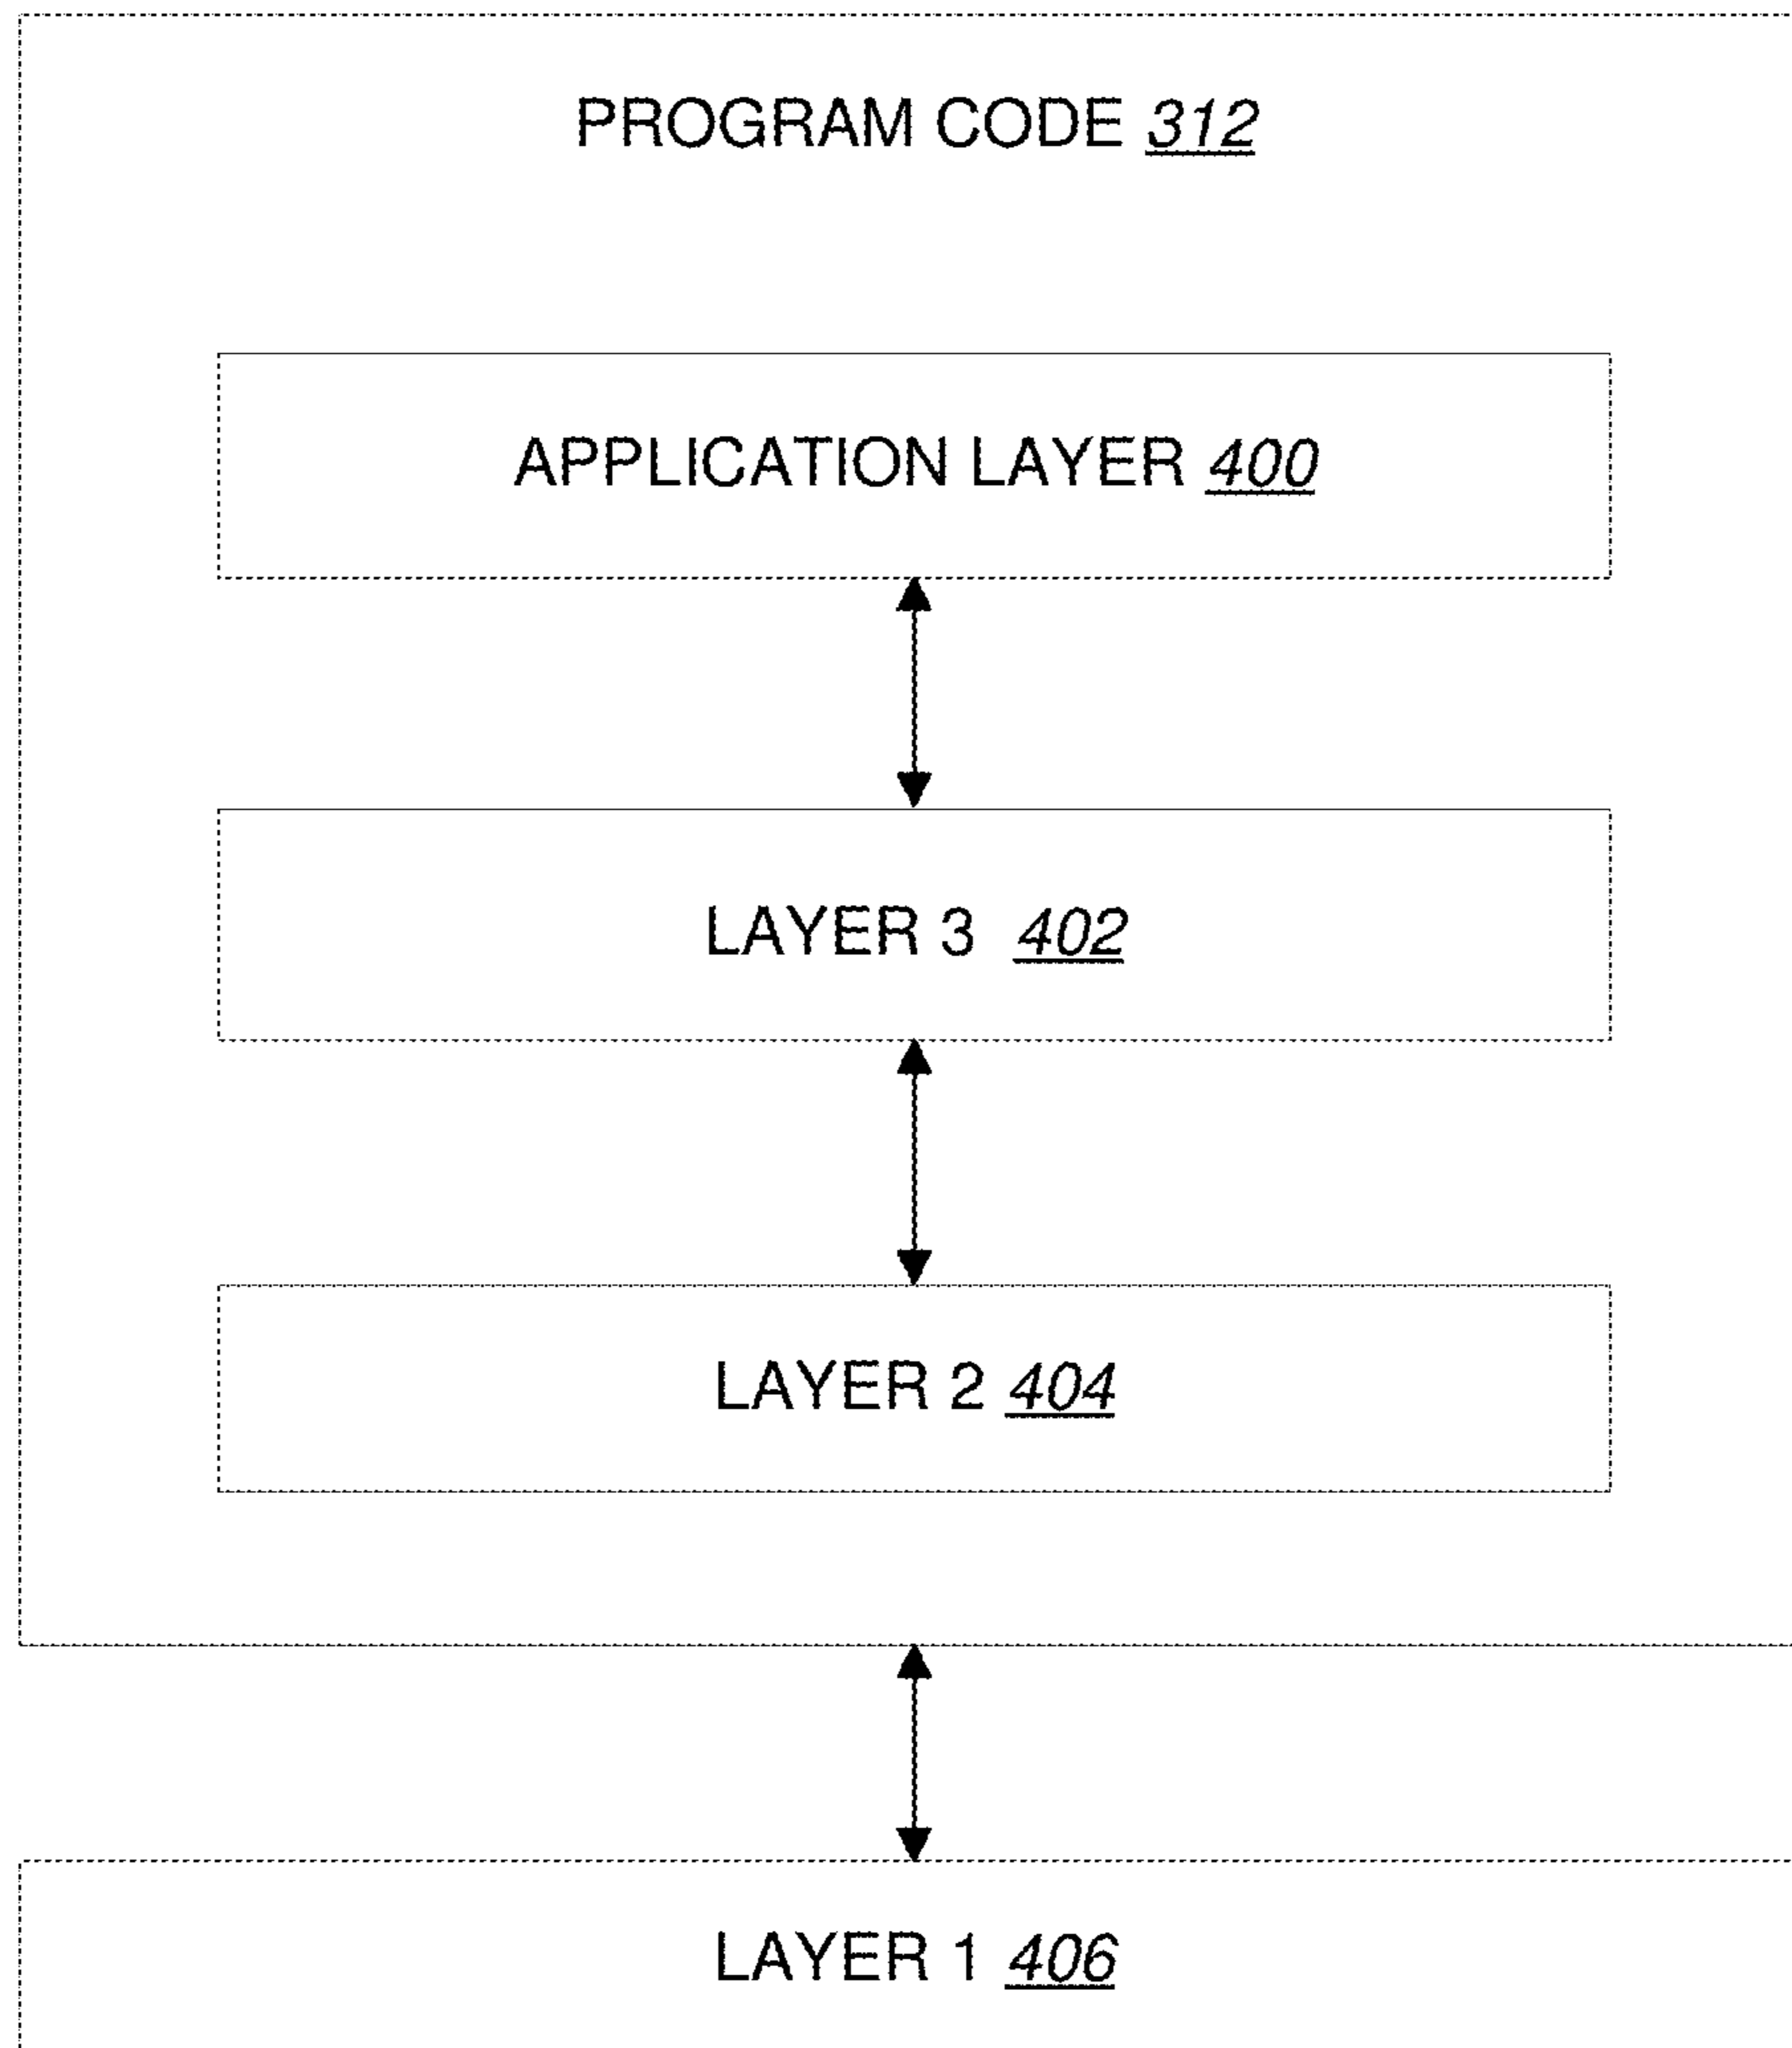 PROGRAM CODE 312
APPLICATION LAYER 400
LAYER 3 402
LAYER 2 404
LAYER 1 406